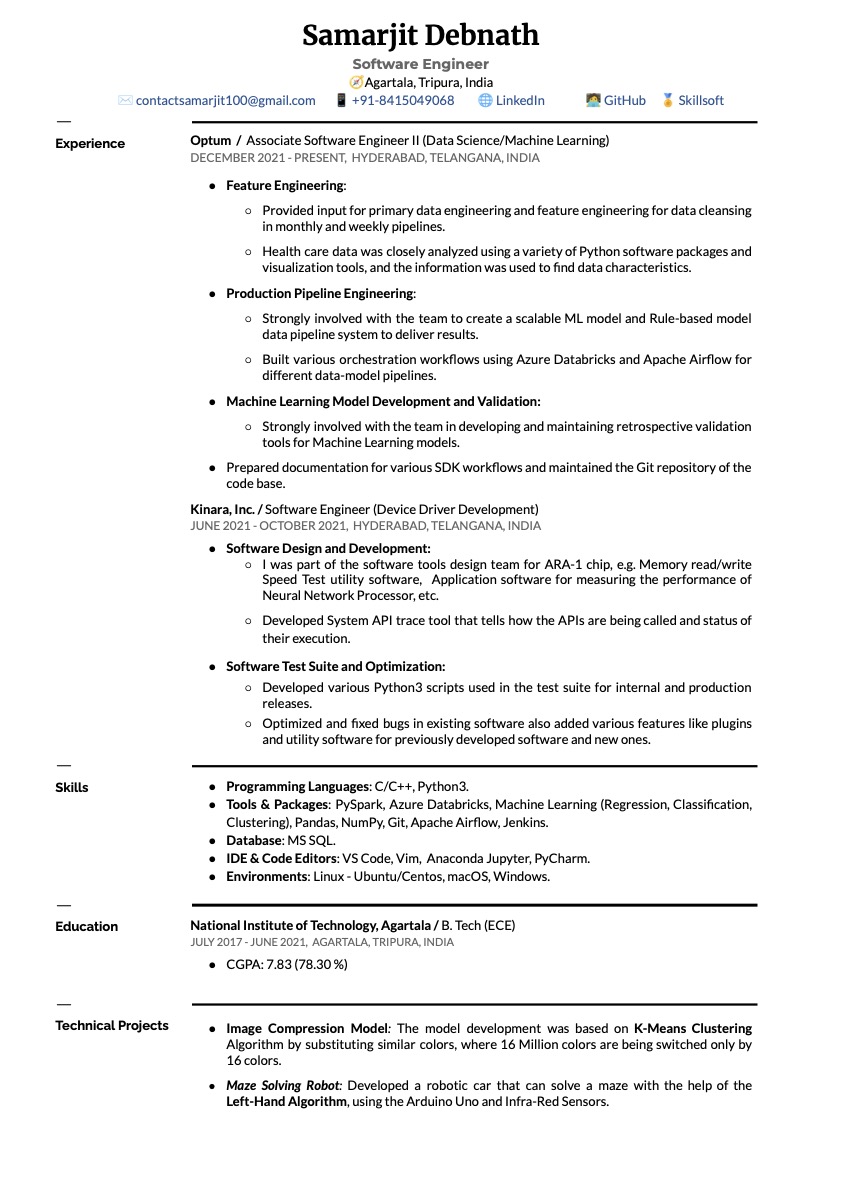 Samarjit Debnath
Software Engineer
🧭Agartala, Tripura, India
✉️ contactsamarjit100@gmail.com 📱 +91-8415049068 🌐 LinkedIn 🧑‍💻 GitHub 🏅 Skillsoft
—
Experience
Optum / Associate Software Engineer II (Data Science/Machine Learning)
DECEMBER 2021 - PRESENT, HYDERABAD, TELANGANA, INDIA
● Feature Engineering:
○ Provided input for primary data engineering and feature engineering for data cleansing
in monthly and weekly pipelines.
○ Health care data was closely analyzed using a variety of Python software packages and
visualization tools, and the information was used to find data characteristics.
● Production Pipeline Engineering:
○ Strongly involved with the team to create a scalable ML model and Rule-based model
data pipeline system to deliver results.
○ Built various orchestration workflows using Azure Databricks and Apache Airflow for
different data-model pipelines.
● Machine Learning Model Development and Validation:
○ Strongly involved with the team in developing and maintaining retrospective validation
tools for Machine Learning models.
● Prepared documentation for various SDK workflows and maintained the Git repository of the
code base.
Kinara, Inc. / Software Engineer (Device Driver Development)
JUNE 2021 - OCTOBER 2021, HYDERABAD, TELANGANA, INDIA
● Software Design and Development:
○ I was part of the software tools design team for ARA-1 chip, e.g. Memory read/write
Speed Test utility software, Application software for measuring the performance of
Neural Network Processor, etc.
○ Developed System API trace tool that tells how the APIs are being called and status of
their execution.
● Software Test Suite and Optimization:
○ Developed various Python3 scripts used in the test suite for internal and production
releases.
○ Optimized and fixed bugs in existing software also added various features like plugins
and utility software for previously developed software and new ones.
—
Skills
● Programming Languages: C/C++, Python3.
● Tools & Packages: PySpark, Azure Databricks, Machine Learning (Regression, Classification,
Clustering), Pandas, NumPy, Git, Apache Airflow, Jenkins.
● Database: MS SQL.
● IDE & Code Editors: VS Code, Vim, Anaconda Jupyter, PyCharm.
● Environments: Linux - Ubuntu/Centos, macOS, Windows.
—
Education
National Institute of Technology, Agartala / B. Tech (ECE)
JULY 2017 - JUNE 2021, AGARTALA, TRIPURA, INDIA
● CGPA: 7.83 (78.30 %)
—
Technical Projects
● Image Compression Model: The model development was based on K-Means Clustering
Algorithm by substituting similar colors, where 16 Million colors are being switched only by
16 colors.
● Maze Solving Robot: Developed a robotic car that can solve a maze with the help of the
Left-Hand Algorithm, using the Arduino Uno and Infra-Red Sensors.